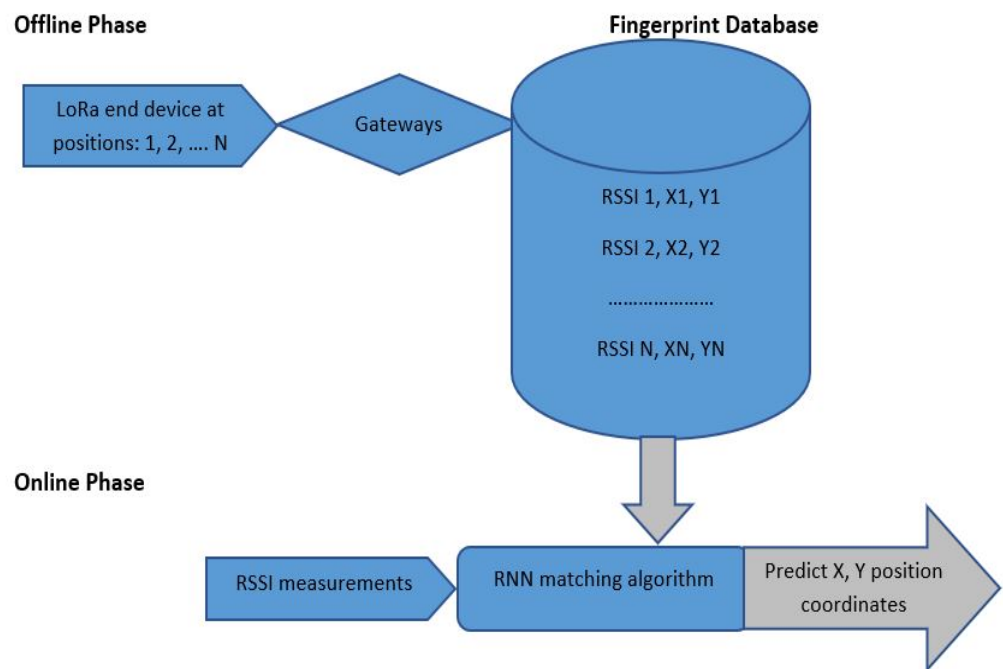 Offline Phase
Fingerprint Database
LoRa end device at
positions: 1, 2, .... N
Gateways
RSSI 1, X1, Y1
RSSI 2, X2, Y2
.....................
RSSI N, XN, YN
Online Phase
RSSI measurements
RNN matching algorithm
Predict X, Y position
coordinates